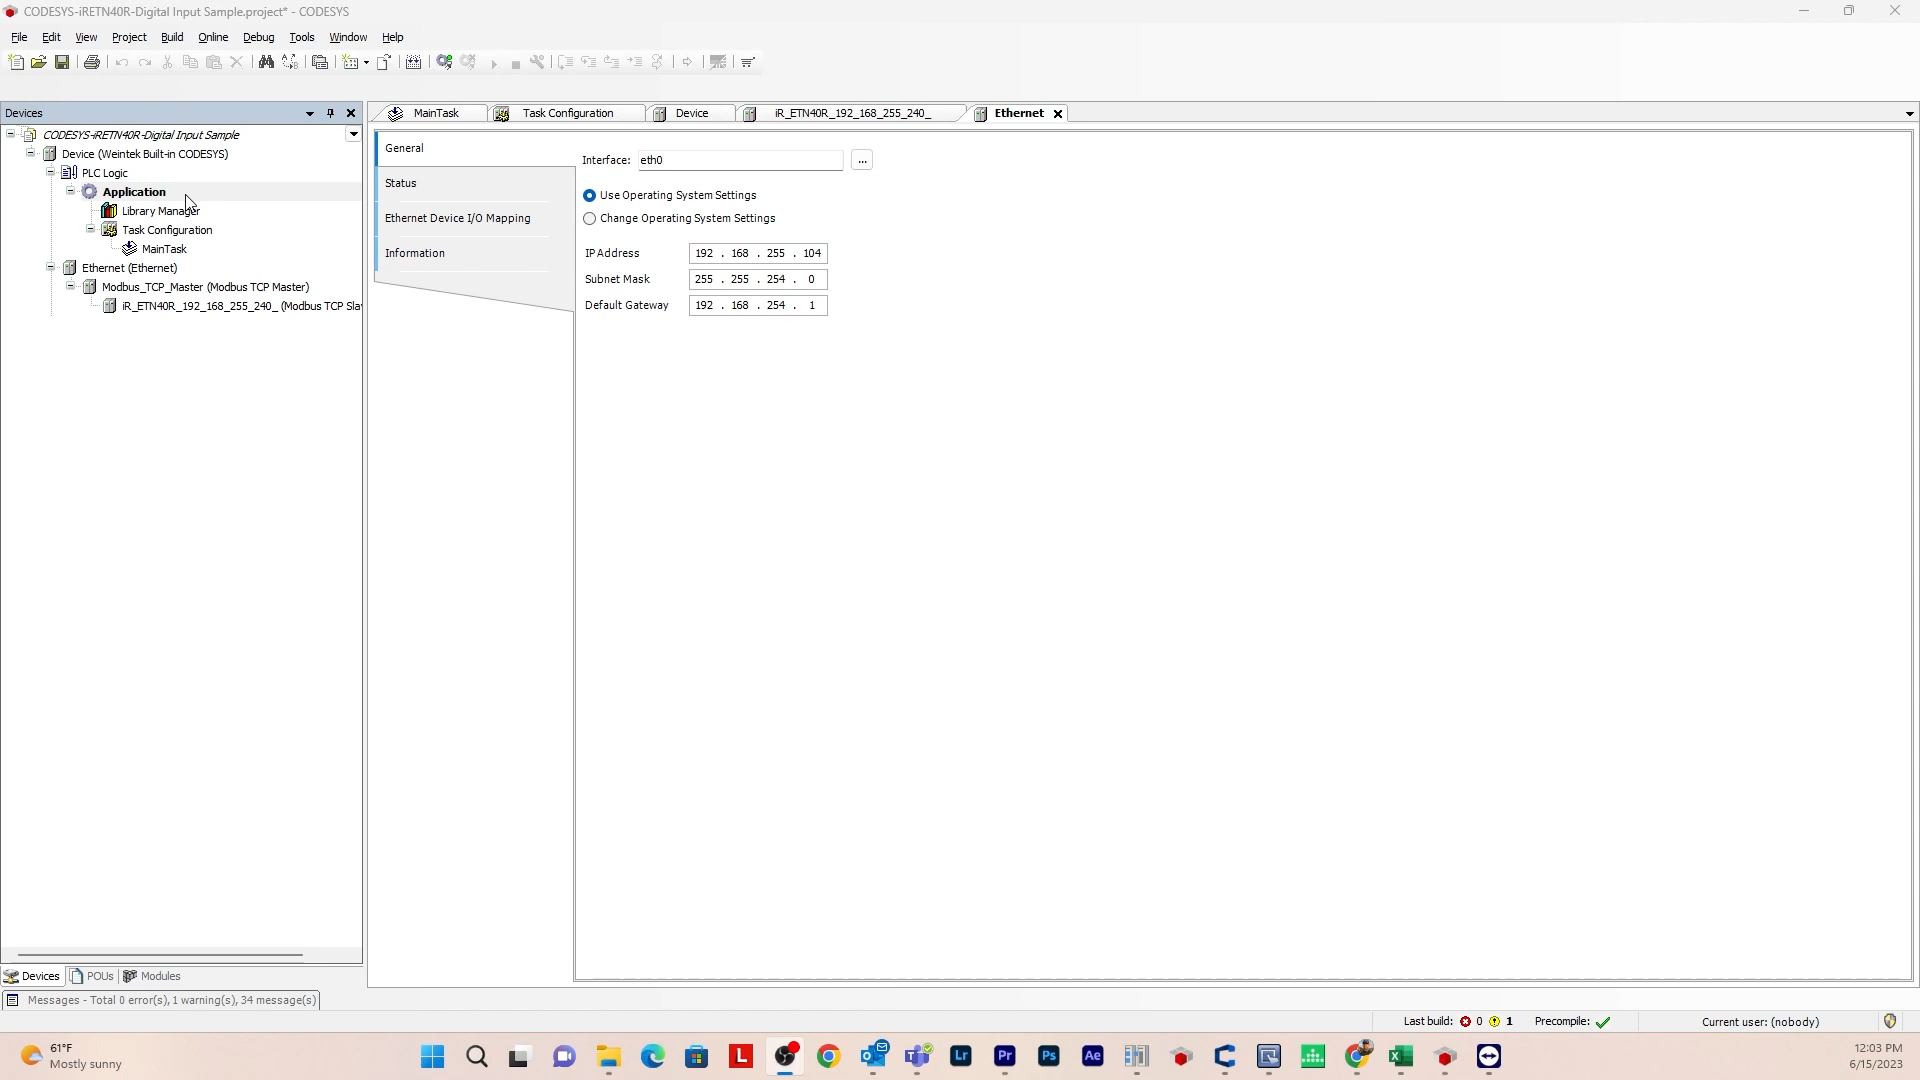 CODESYS-iRETN40R-Digital Input Sample.project* - CODESYS
File Edit View Project Build Online Debug Tools Window Help
Devices
CODESYS-iRETN40R-Digital Input Sample
Device (Weintek Built-in CODESYS)
PLC Logic
Application
Library Manager
Task Configuration
MainTask
Ethernet (Ethernet)
Modbus_TCP_Master (Modbus TCP Master)
iR_ETN40R_192_168_255_240_ (Modbus TCP Sla
Devices POUs Modules
Messages - Total 0 error(s), 1 warning(s), 34 message(s)
MainTask Task Configuration Device iR_ETN40R_192_168_255_240_ Ethernet
General
Status
Ethernet Device I/O Mapping
Information
Interface: eth0 ...
Use Operating System Settings
Change Operating System Settings
IP Address 192 . 168 . 255 . 104
Subnet Mask 255 . 255 . 254 . 0
Default Gateway 192 . 168 . 254 . 1
Last build: 0 1 Precompile: Current user: (nobody)
61°F
Mostly sunny
L Lr Pr Ps Ae
12:03 PM
6/15/2023